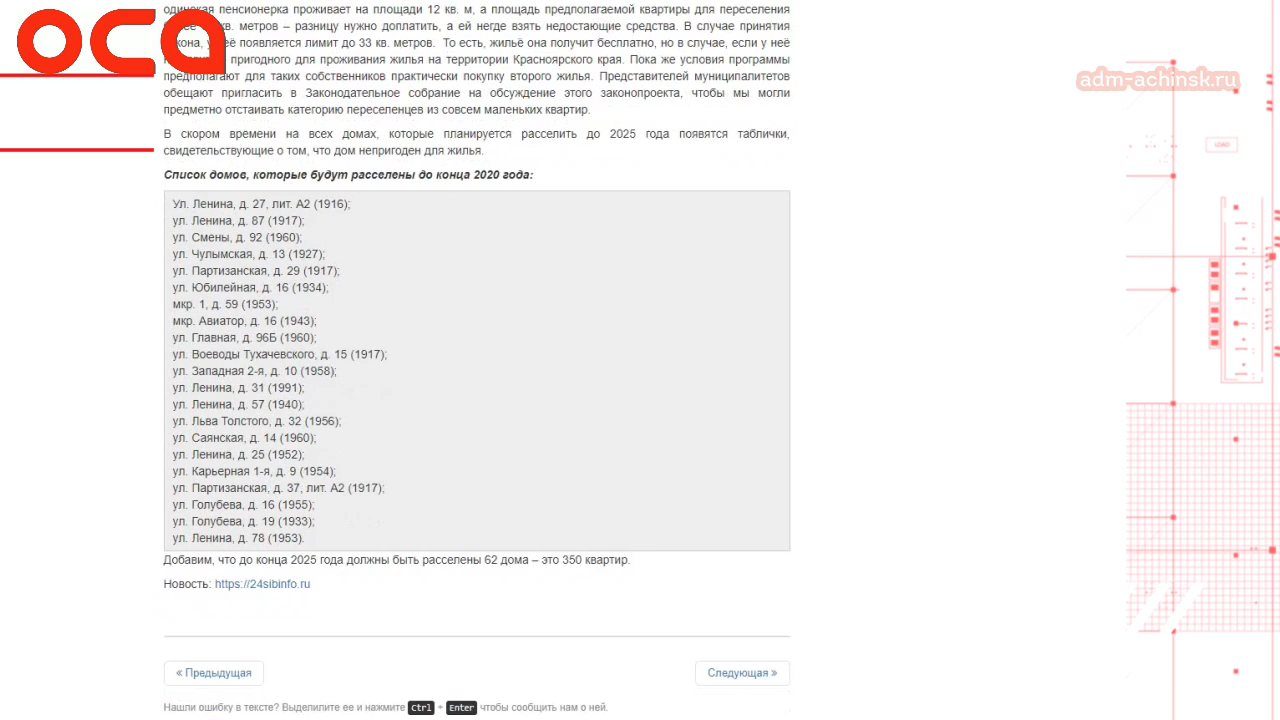 оса
adm-achinsk.ru
одинокая пенсионерка проживает на площади 12 кв. м, а площадь предполагаемой квартиры для переселения
кв. метров – разницу нужно доплатить, а ей негде взять недостающие средства. В случае принятия
её появляется лимит до 33 кв. метров. То есть, жильё она получит бесплатно, но в случае, если у неё
пригодного для проживания жилья на территории Красноярского края. Пока же условия программы
предполагают для таких собственников практически покупку второго жилья. Представителей муниципалитетов
обещают пригласить в Законодательное собрание на обсуждение этого законопроекта, чтобы мы могли
предметно отстаивать категорию переселенцев из совсем маленьких квартир.
В скором времени на всех домах, которые планируется расселить до 2025 года появятся таблички,
свидетельствующие о том, что дом непригоден для жилья.
Список домов, которые будут расселены до конца 2020 года:
Ул. Ленина, д. 27, лит. А2 (1916);
ул. Ленина, д. 87 (1917);
ул. Смены, д. 92 (1960);
ул. Чулымская, д. 13 (1927);
ул. Партизанская, д. 29 (1917);
ул. Юбилейная, д. 16 (1934);
мкр. 1, д. 59 (1953);
мкр. Авиатор, д. 16 (1943);
ул. Главная, д. 96Б (1960);
ул. Воеводы Тухачевского, д. 15 (1917);
ул. Западная 2-я, д. 10 (1958);
ул. Ленина, д. 31 (1991);
ул. Ленина, д. 57 (1940);
ул. Льва Толстого, д. 32 (1956);
ул. Саянская, д. 14 (1960);
ул. Ленина, д. 25 (1952);
ул. Карьерная 1-я, д. 9 (1954);
ул. Партизанская, д. 37, лит. А2 (1917);
ул. Голубева, д. 16 (1955);
ул. Голубева, д. 19 (1933);
ул. Ленина, д. 78 (1953).
Добавим, что до конца 2025 года должны быть расселены 62 дома – это 350 квартир.
Новость: https://24sibinfo.ru
« Предыдущая
Следующая »
Нашли ошибку в тексте? Выделилите ее и нажмите Ctrl + Enter чтобы сообщить нам о ней.
LOAD